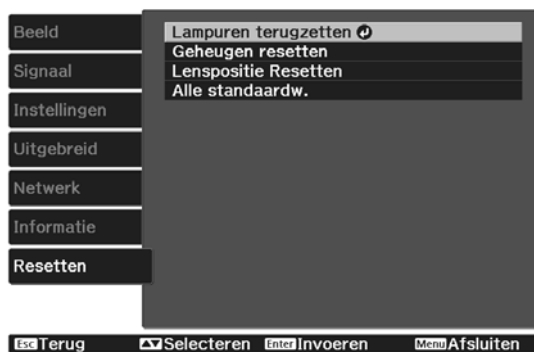 Beeld
Signaal
Instellingen
Uitgebreid
Netwerk
Informatie
Resetten
Lampuren terugzetten
Geheugen resetten
Lenspositie Resetten
Alle standaardw.
Esc Terug Selecteren Enter Invoeren Menu Afsluiten